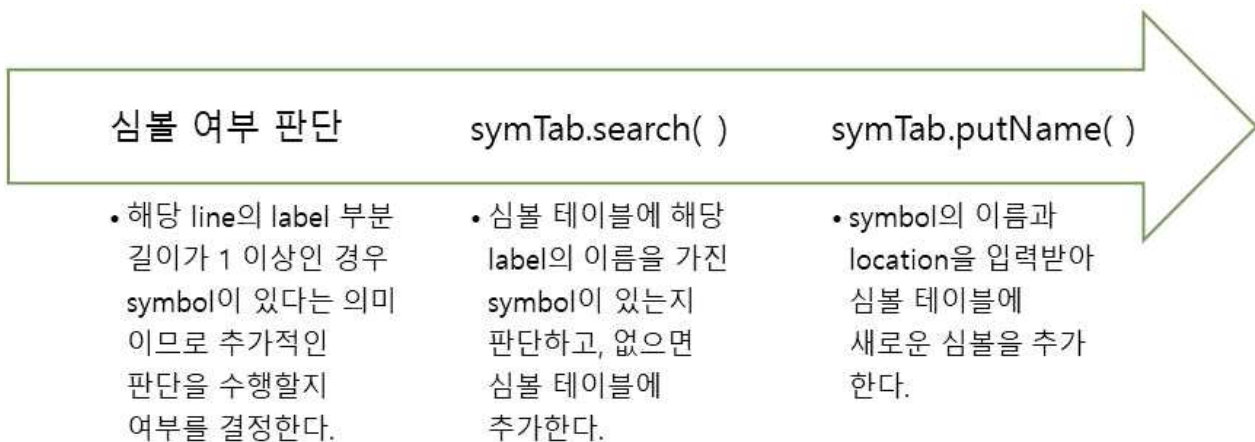 심볼 여부 판단
• 해당 line의 label 부분
길이가 1 이상인 경우
symbol이 있다는 의미
이므로 추가적인
판단을 수행할지
여부를 결정한다.
symTab.search( )
• 심볼 테이블에 해당
label의 이름을 가진
symbol이 있는지
판단하고, 없으면
심볼 테이블에
추가한다.
symTab.putName( )
• symbol의 이름과
location을 입력받아
심볼 테이블에
새로운 심볼을 추가
한다.